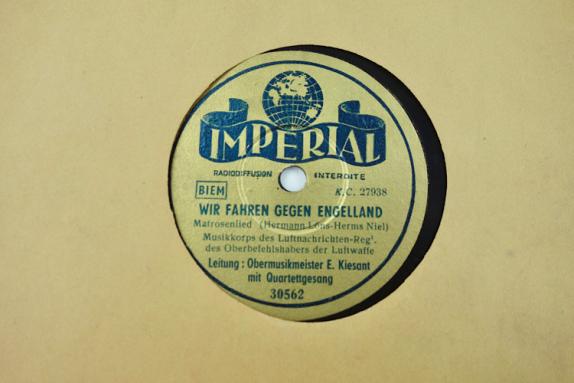 IMPERIAL
RADIODIFFUSION INTERDITE
BIEM K.C. 27938
WIR FAHREN GEGEN ENGELLAND
Matrosenlied (Hermann Löns-Herms Niel)
Musikkorps des Luftnachrichten-Regt.
des Oberbefehlshabers der Luftwaffe
Leitung : Obermusikmeister E. Kiesant
mit Quartettgesang
30562